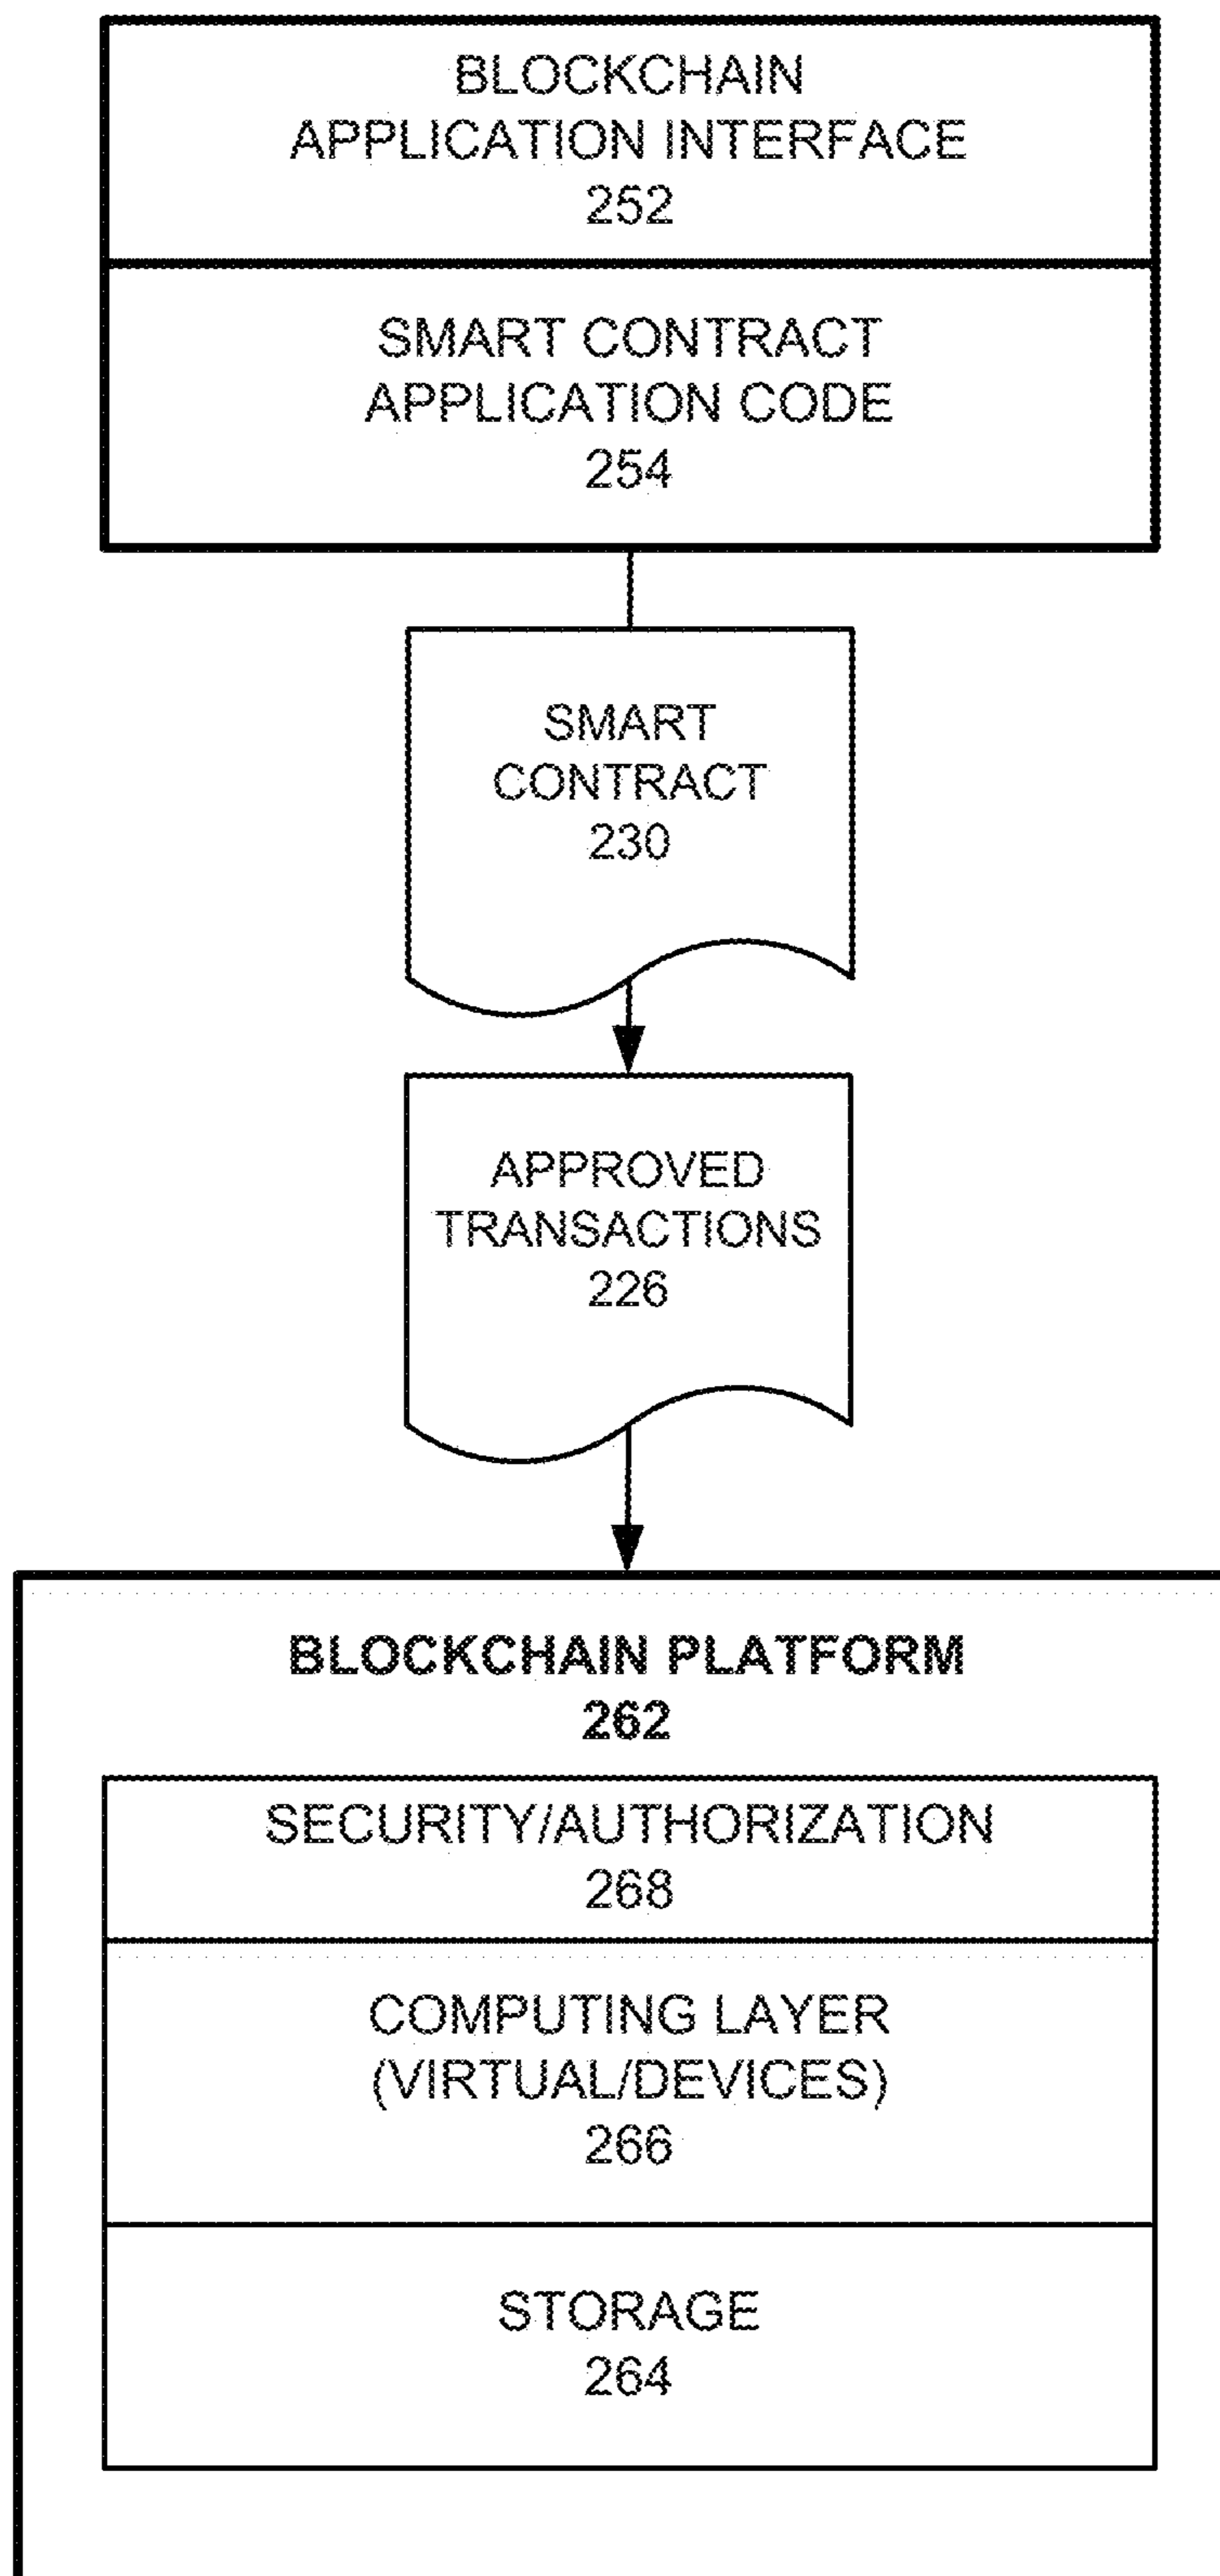 BLOCKCHAIN
APPLICATION INTERFACE
252
SMART CONTRACT
APPLICATION CODE
254
SMART
CONTRACT
230
APPROVED
TRANSACTIONS
226
BLOCKCHAIN PLATFORM
262
SECURITY/AUTHORIZATION
268
COMPUTING LAYER
(VIRTUAL/DEVICES)
266
STORAGE
264